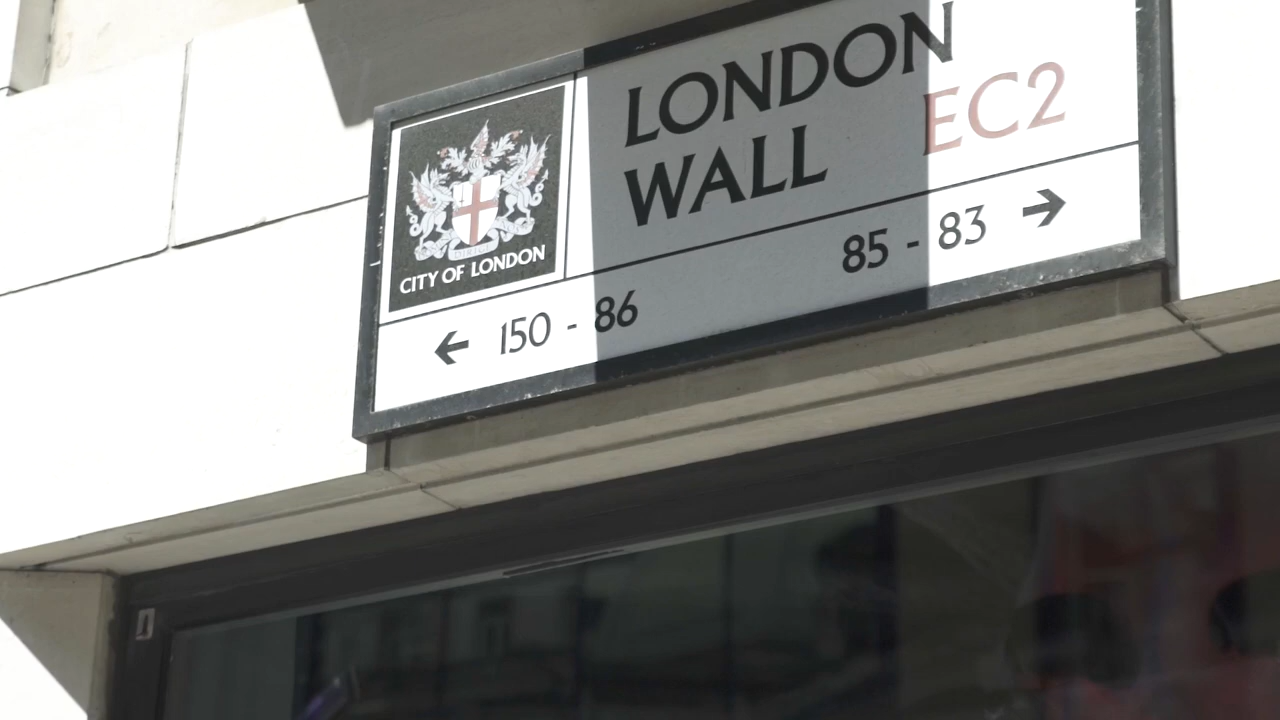 LONDON
WALL EC2
CITY OF LONDON
← 150 - 86
85 - 83 →